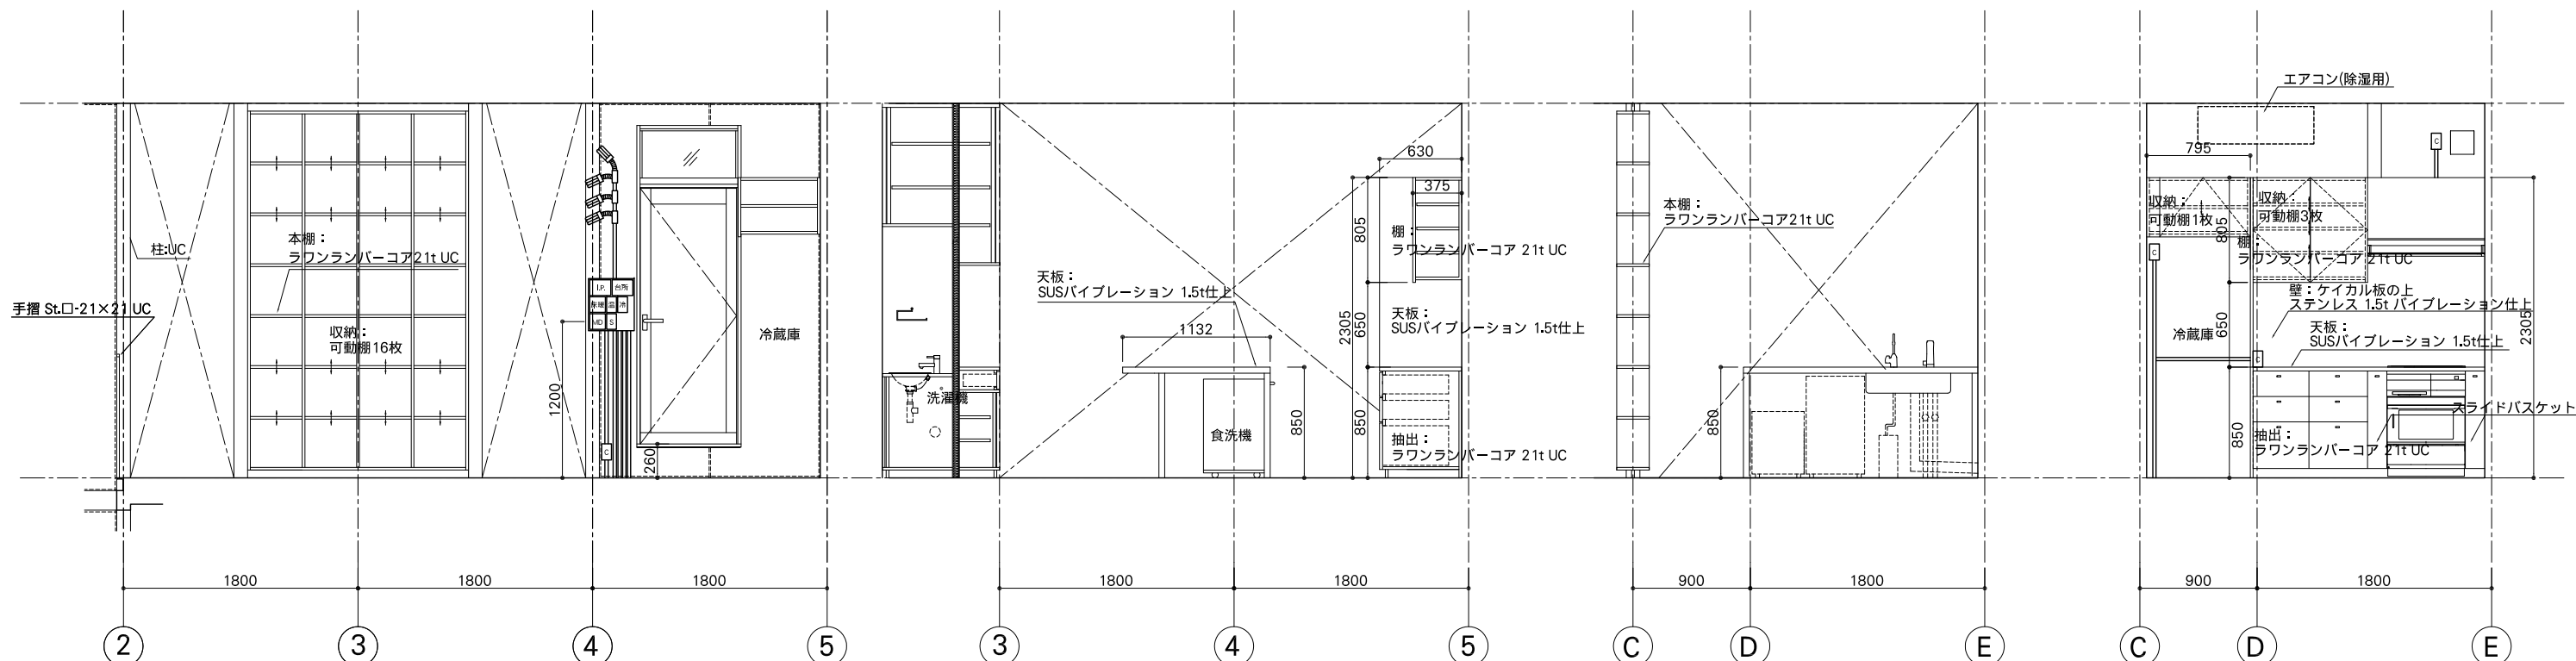 柱:UC
本棚：
ラワンランバーコア21t UC
手摺 St.□-21×21 UC
収納：
可動棚16枚
1200
260
I.P.
台所
床暖
温
冷
MD
S
C
冷蔵庫
1800
1800
1800
2
3
4
5
洗濯機
天板：
SUSバイブレーション 1.5t仕上
1132
食洗機
850
630
375
2305
805
650
850
棚：
ラワンランバーコア 21t UC
天板：
SUSバイブレーション 1.5t仕上
抽出：
ラワンランバーコア 21t UC
1800
1800
3
4
5
本棚：
ラワンランバーコア21t UC
850
900
1800
C
D
E
エアコン(除湿用)
795
C
収納：
可動棚1枚
収納：
可動棚3枚
805
棚：
ラワンランバーコア 21t UC
C
壁：ケイカル板の上
ステンレス 1.5t バイブレーション仕上
650
冷蔵庫
天板：
SUSバイブレーション 1.5t仕上
C
2305
スライドバスケット
850
抽出：
ラワンランバーコア 21t UC
900
1800
C
D
E